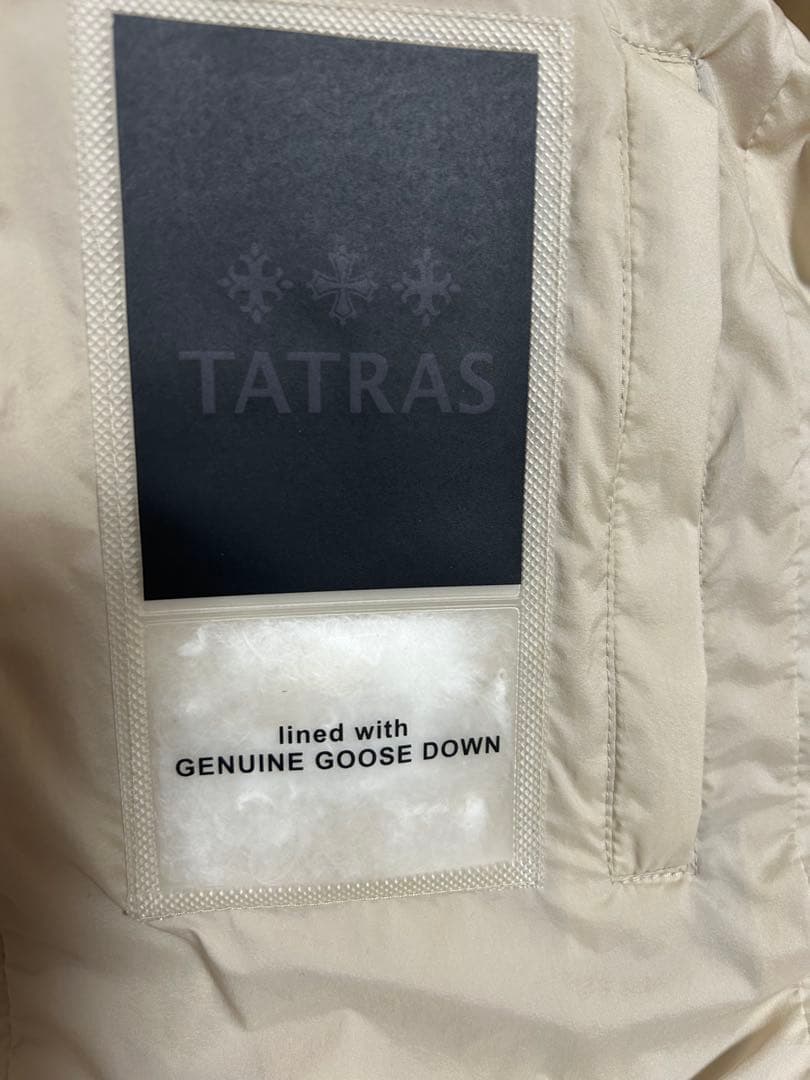 TATRAS
lined with
GENUINE GOOSE DOWN